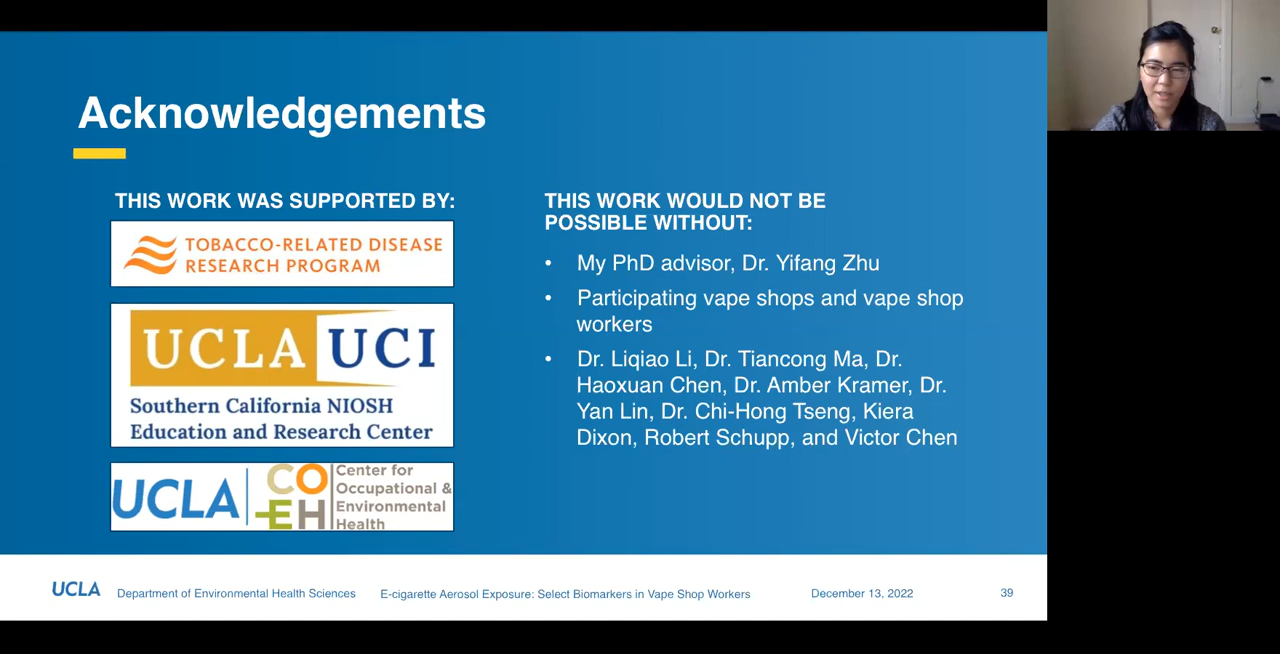 Acknowledgements
THIS WORK WAS SUPPORTED BY:
TOBACCO-RELATED DISEASE
RESEARCH PROGRAM
UCLA UCI
Southern California NIOSH
Education and Research Center
UCLA
COEH
Center for
Occupational &
Environmental
Health
THIS WORK WOULD NOT BE
POSSIBLE WITHOUT:
• My PhD advisor, Dr. Yifang Zhu
• Participating vape shops and vape shop
workers
• Dr. Liqiao Li, Dr. Tiancong Ma, Dr.
Haoxuan Chen, Dr. Amber Kramer, Dr.
Yan Lin, Dr. Chi-Hong Tseng, Kiera
Dixon, Robert Schupp, and Victor Chen
UCLA Department of Environmental Health Sciences E-cigarette Aerosol Exposure: Select Biomarkers in Vape Shop Workers December 13, 2022 39